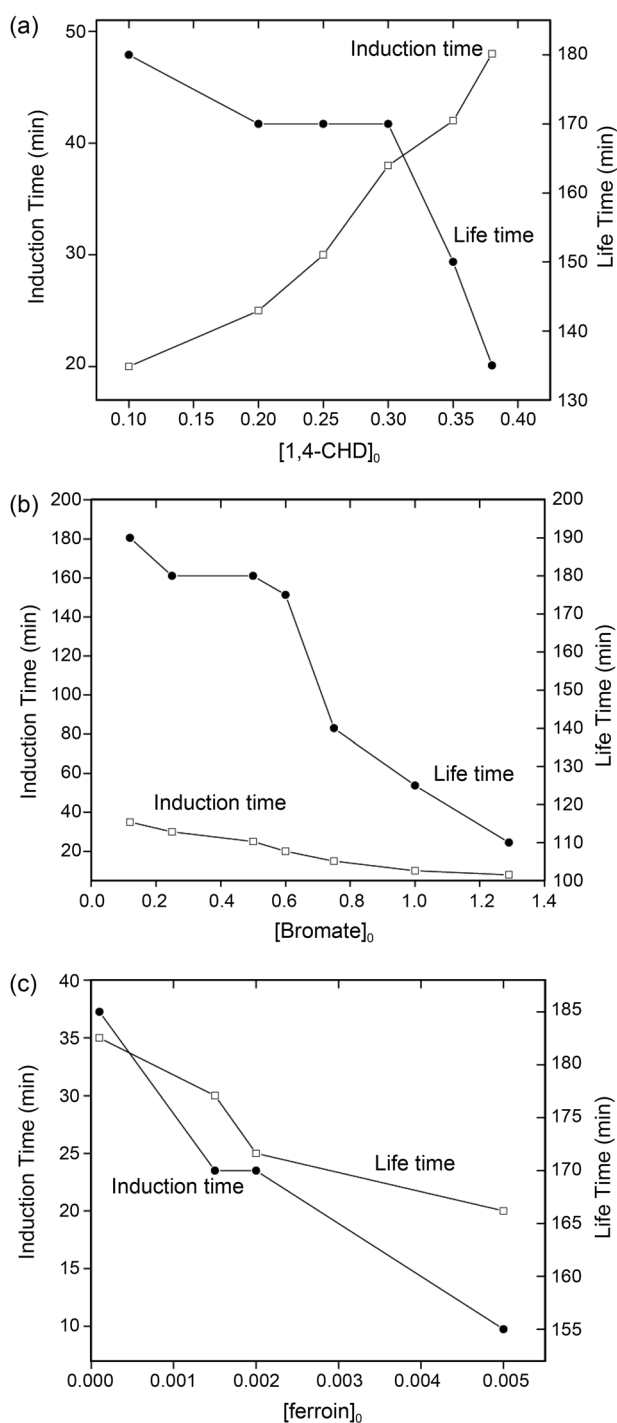 (a)
50
40
30
20
Induction Time (min)
180
170
160
150
140
130
Life Time (min)
Induction time
Life time
0.10 0.15 0.20 0.25 0.30 0.35 0.40
[1,4-CHD]0
(b)
200
180
160
140
120
100
80
60
40
20
Induction Time (min)
200
190
180
170
160
150
140
130
120
110
100
Life Time (min)
Life time
Induction time
0.0 0.2 0.4 0.6 0.8 1.0 1.2 1.4
[Bromate]0
(c)
40
35
30
25
20
15
10
Induction Time (min)
185
180
175
170
165
160
155
Life Time (min)
Life time
Induction time
0.000 0.001 0.002 0.003 0.004 0.005
[ferroin]0